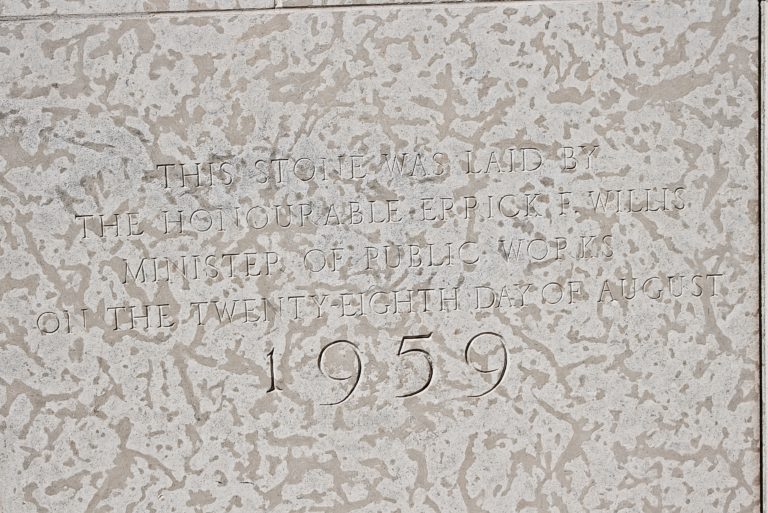 THIS STONE WAS LAID BY
THE HONOURABLE ERRICK F. WILLIS
MINISTER OF PUBLIC WORKS
ON THE TWENTY-EIGHTH DAY OF AUGUST
1959